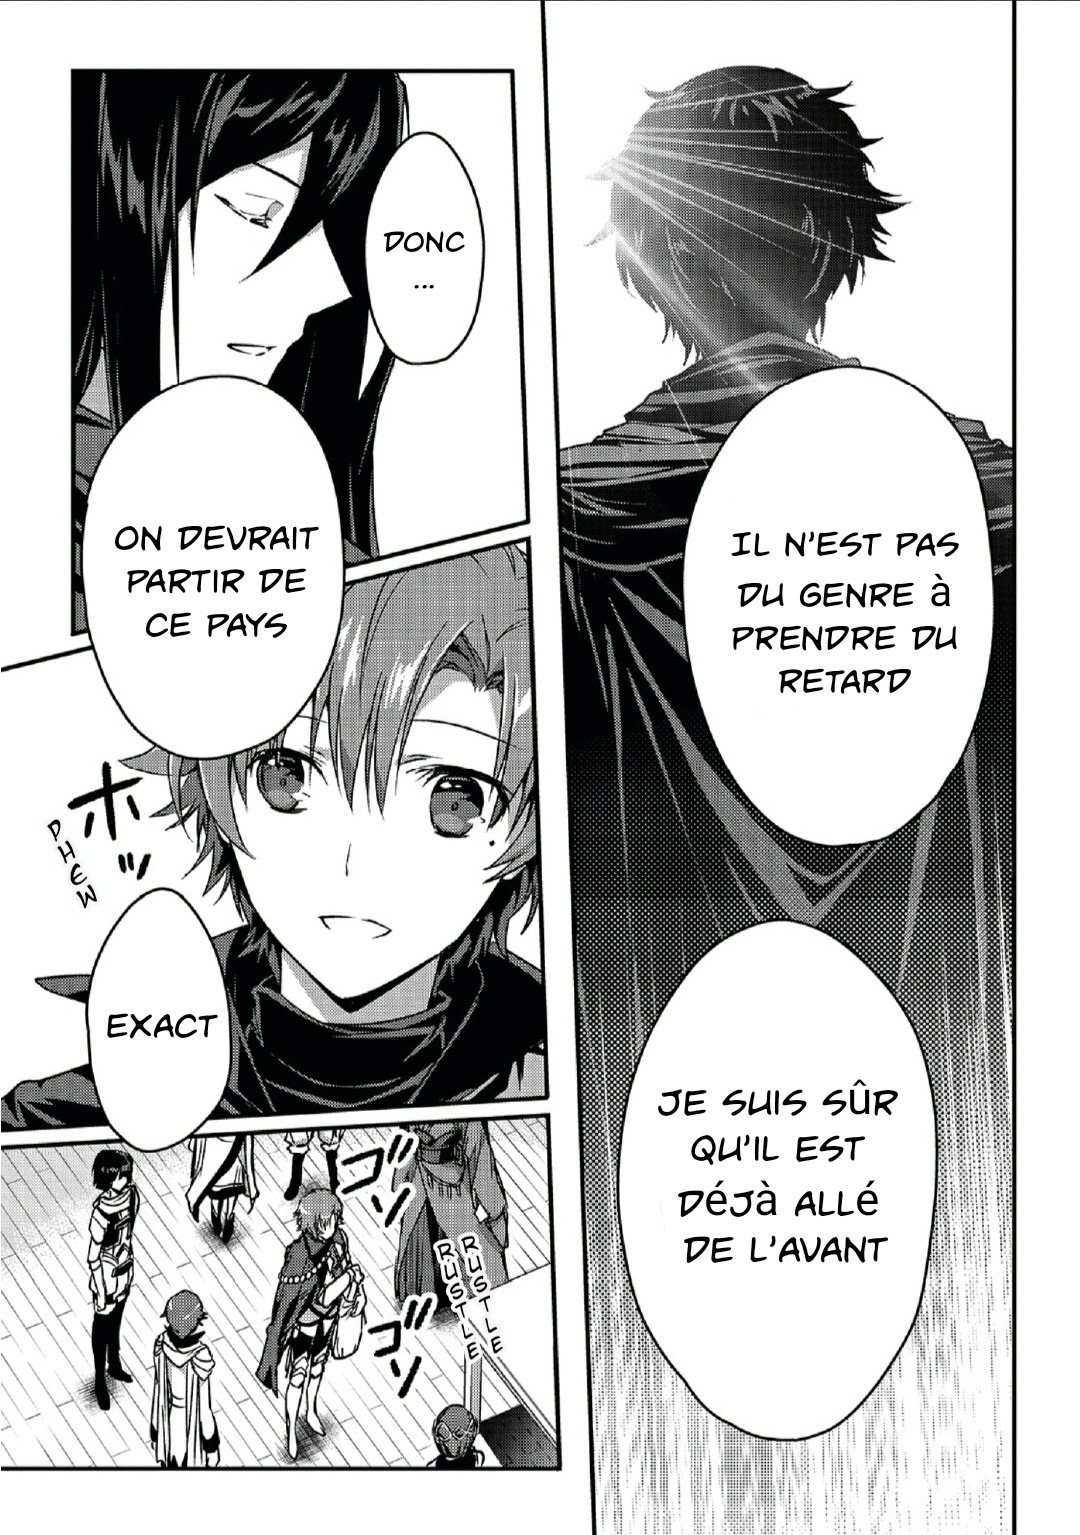 IL N'EST PAS
DU GENRE à
PRENDRE DU
RETARD
JE SUIS SÛR
QU'IL EST
DÉJÀ ALLÉ
DE L'AVANT
DONC
...
ON DEVRAIT
PARTIR DE
CE PAYS
ホッ
PHEW
EXACT
ゴソ
RUSTLE
RUSTLE
ゴソ